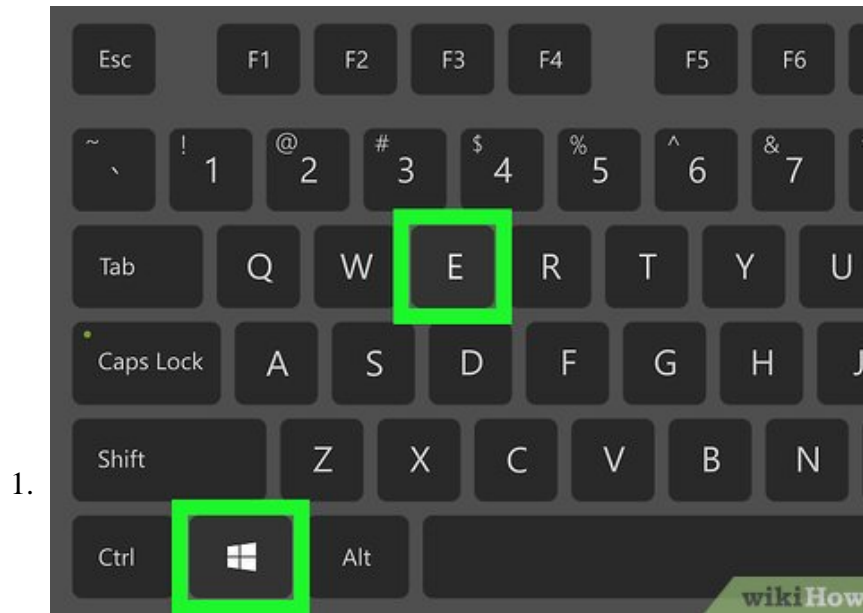 Esc F1 F2 F3 F4 F5 F6
~ ` ! 1 @ 2 # 3 $ 4 % 5 ^ 6 & 7
Tab Q W E R T Y U
Caps Lock A S D F G H J
Shift Z X C V B N
1.
Ctrl Alt
wikiHow